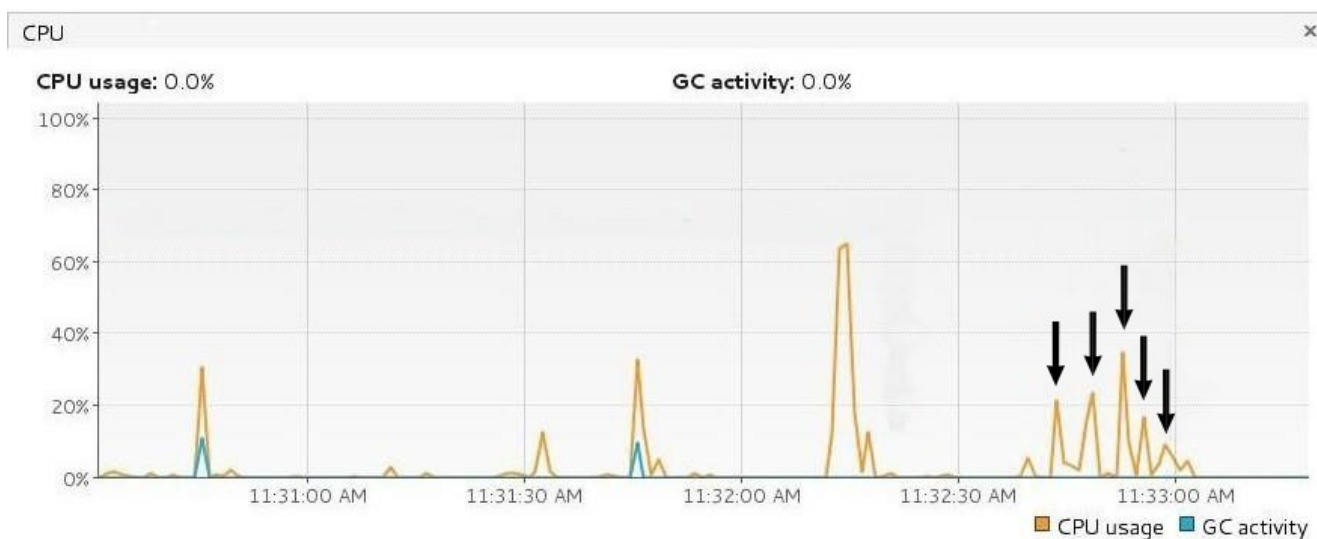 CPU ×
CPU usage: 0.0% GC activity: 0.0%
100%
80%
60%
40%
20%
0%
11:31:00 AM 11:31:30 AM 11:32:00 AM 11:32:30 AM 11:33:00 AM
CPU usage GC activity